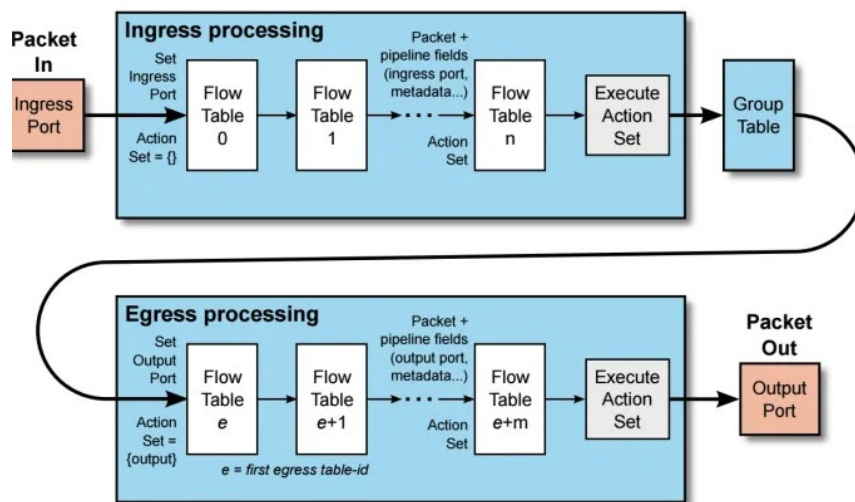 Packet
In
Ingress
Port
Ingress processing
Set
Ingress
Port
Action
Set = {}
Flow
Table
0
Flow
Table
1
Packet +
pipeline fields
(ingress port,
metadata...)
Action
Set
Flow
Table
n
Execute
Action
Set
Group
Table
Egress processing
Set
Output
Port
Action
Set =
{output}
Flow
Table
e
Flow
Table
e+1
e = first egress table-id
Packet +
pipeline fields
(output port,
metadata...)
Action
Set
Flow
Table
e+m
Execute
Action
Set
Packet
Out
Output
Port